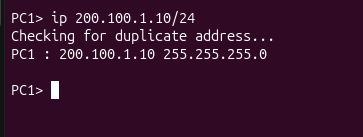 PC1> ip 200.100.1.10/24
Checking for duplicate address...
PC1 : 200.100.1.10 255.255.255.0
PC1>